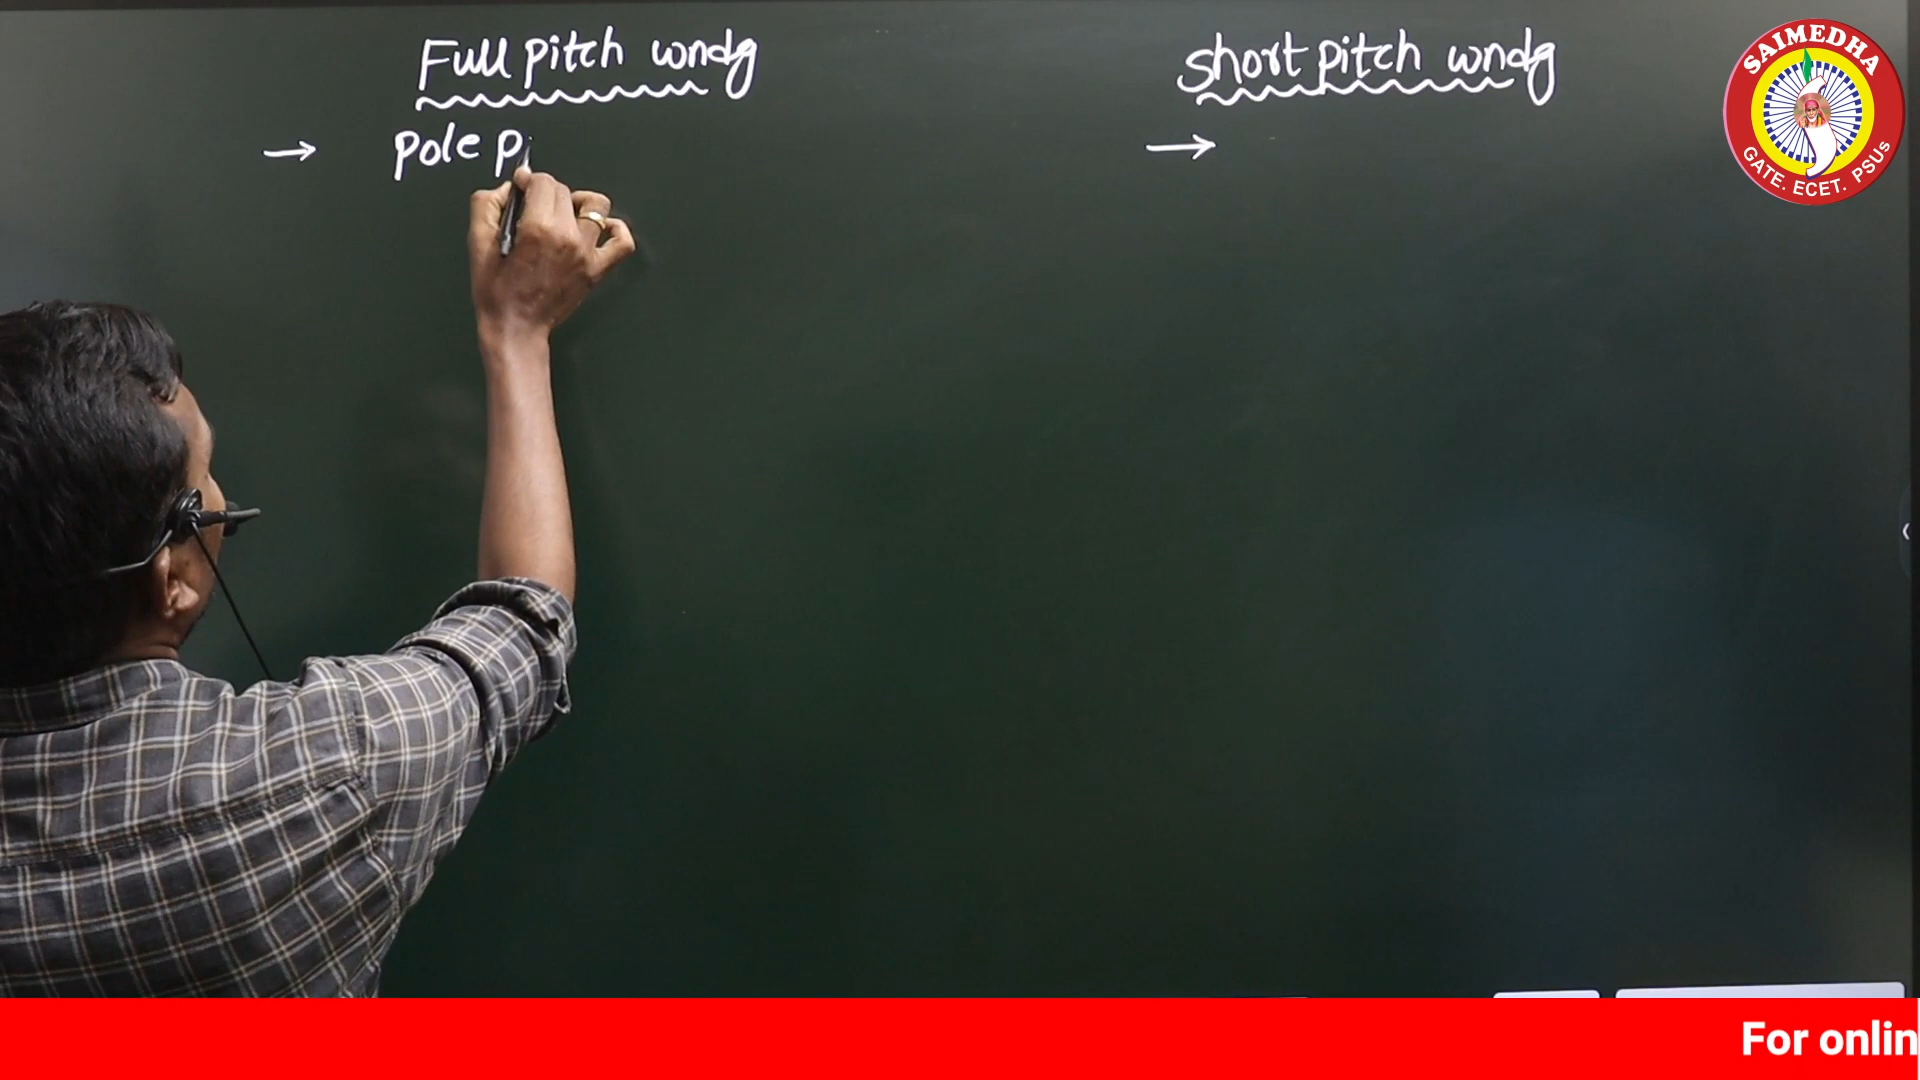 Full pitch wndg
→ pole p
short pitch wndg
→
SAIMEDHA
GATE. ECET. PSUs
For onlin